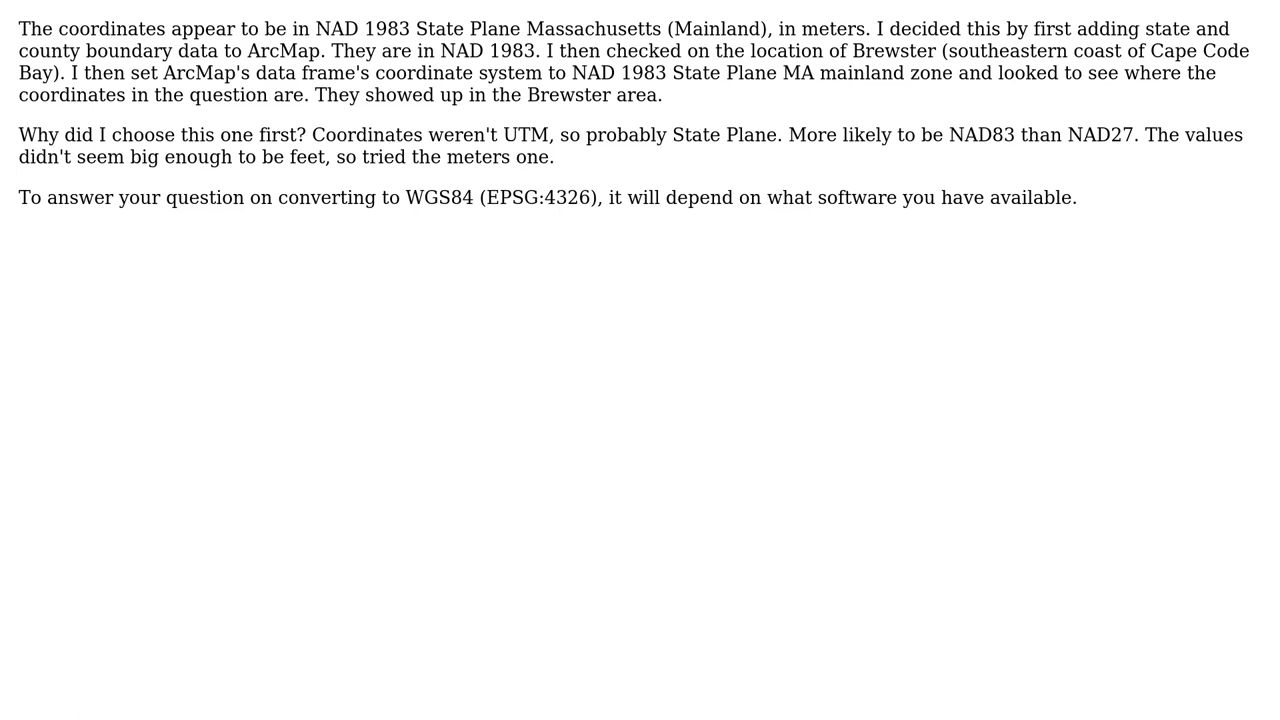 The coordinates appear to be in NAD 1983 State Plane Massachusetts (Mainland), in meters. I decided this by first adding state and
county boundary data to ArcMap. They are in NAD 1983. I then checked on the location of Brewster (southeastern coast of Cape Code
Bay). I then set ArcMap's data frame's coordinate system to NAD 1983 State Plane MA mainland zone and looked to see where the
coordinates in the question are. They showed up in the Brewster area.
Why did I choose this one first? Coordinates weren't UTM, so probably State Plane. More likely to be NAD83 than NAD27. The values
didn't seem big enough to be feet, so tried the meters one.
To answer your question on converting to WGS84 (EPSG:4326), it will depend on what software you have available.